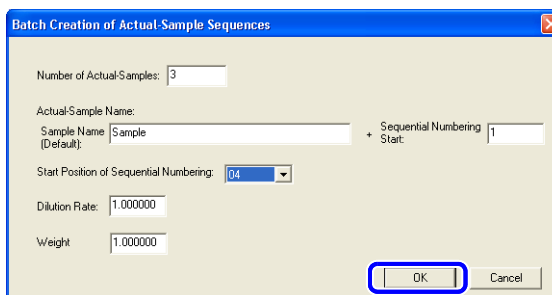 Batch Creation of Actual-Sample Sequences
Number of Actual-Samples: 3
Actual-Sample Name:
Sample Name (Default): Sample + Sequential Numbering Start: 1
Start Position of Sequential Numbering: 04
Dilution Rate: 1.000000
Weight 1.000000
OK Cancel